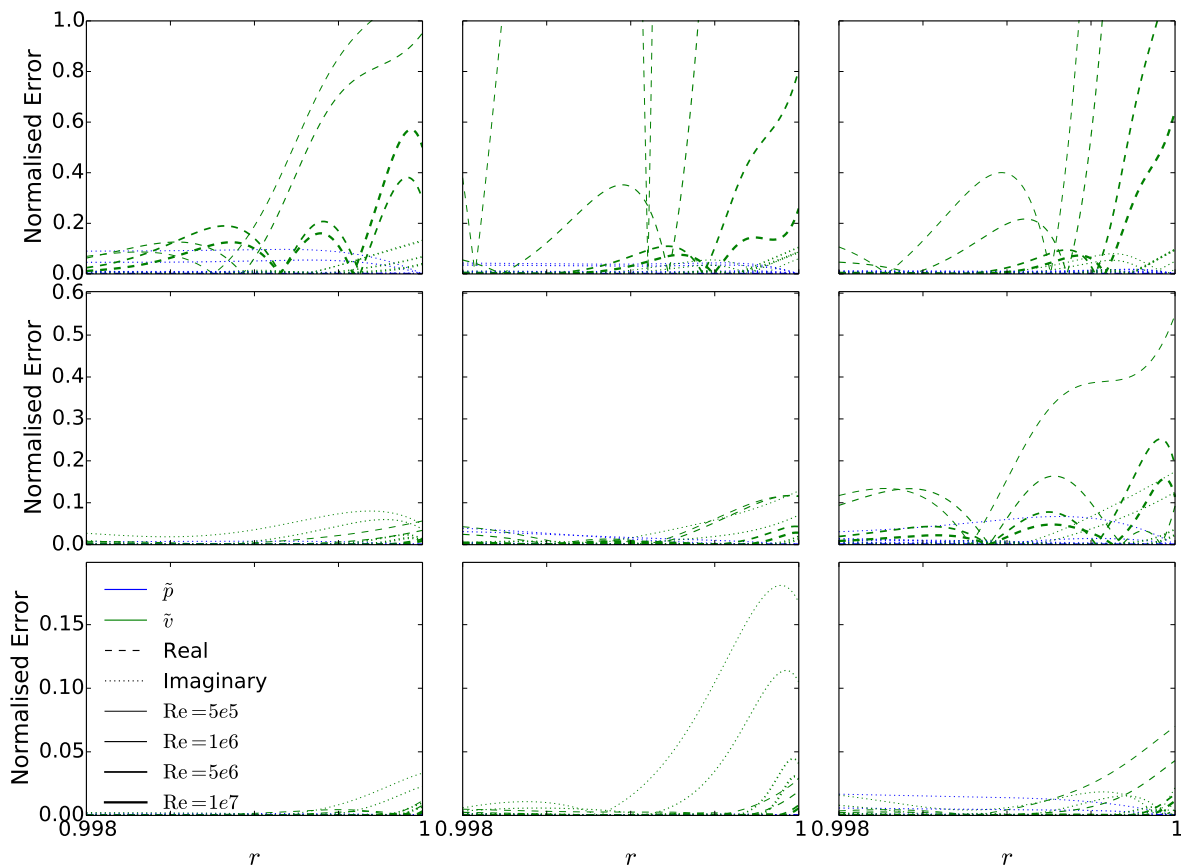 1.0
0.8
0.6
0.4
0.2
0.0
Normalised Error
0.6
0.5
0.4
0.3
0.2
0.1
0.0
Normalised Error
0.15
0.10
0.05
0.00
Normalised Error
p̃
ṽ
Real
Imaginary
Re=5e5
Re=1e6
Re=5e6
Re=1e7
0.998 1 0.998 1 0.998 1
r r r